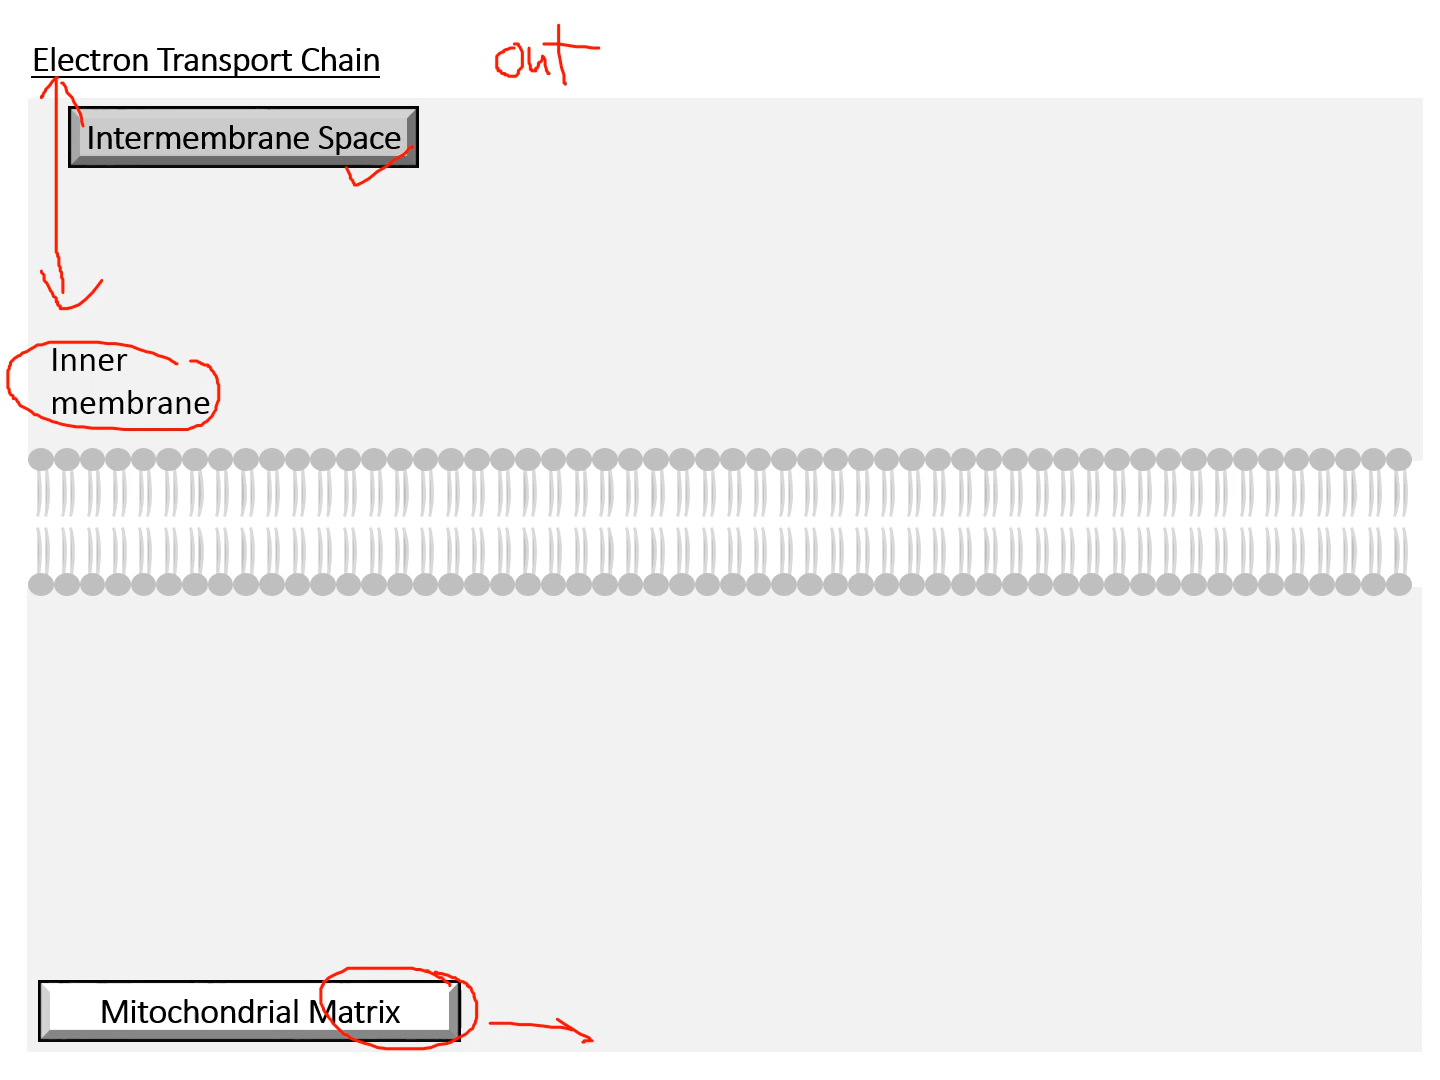 Electron Transport Chain
out
Intermembrane Space
Inner
membrane
Mitochondrial Matrix